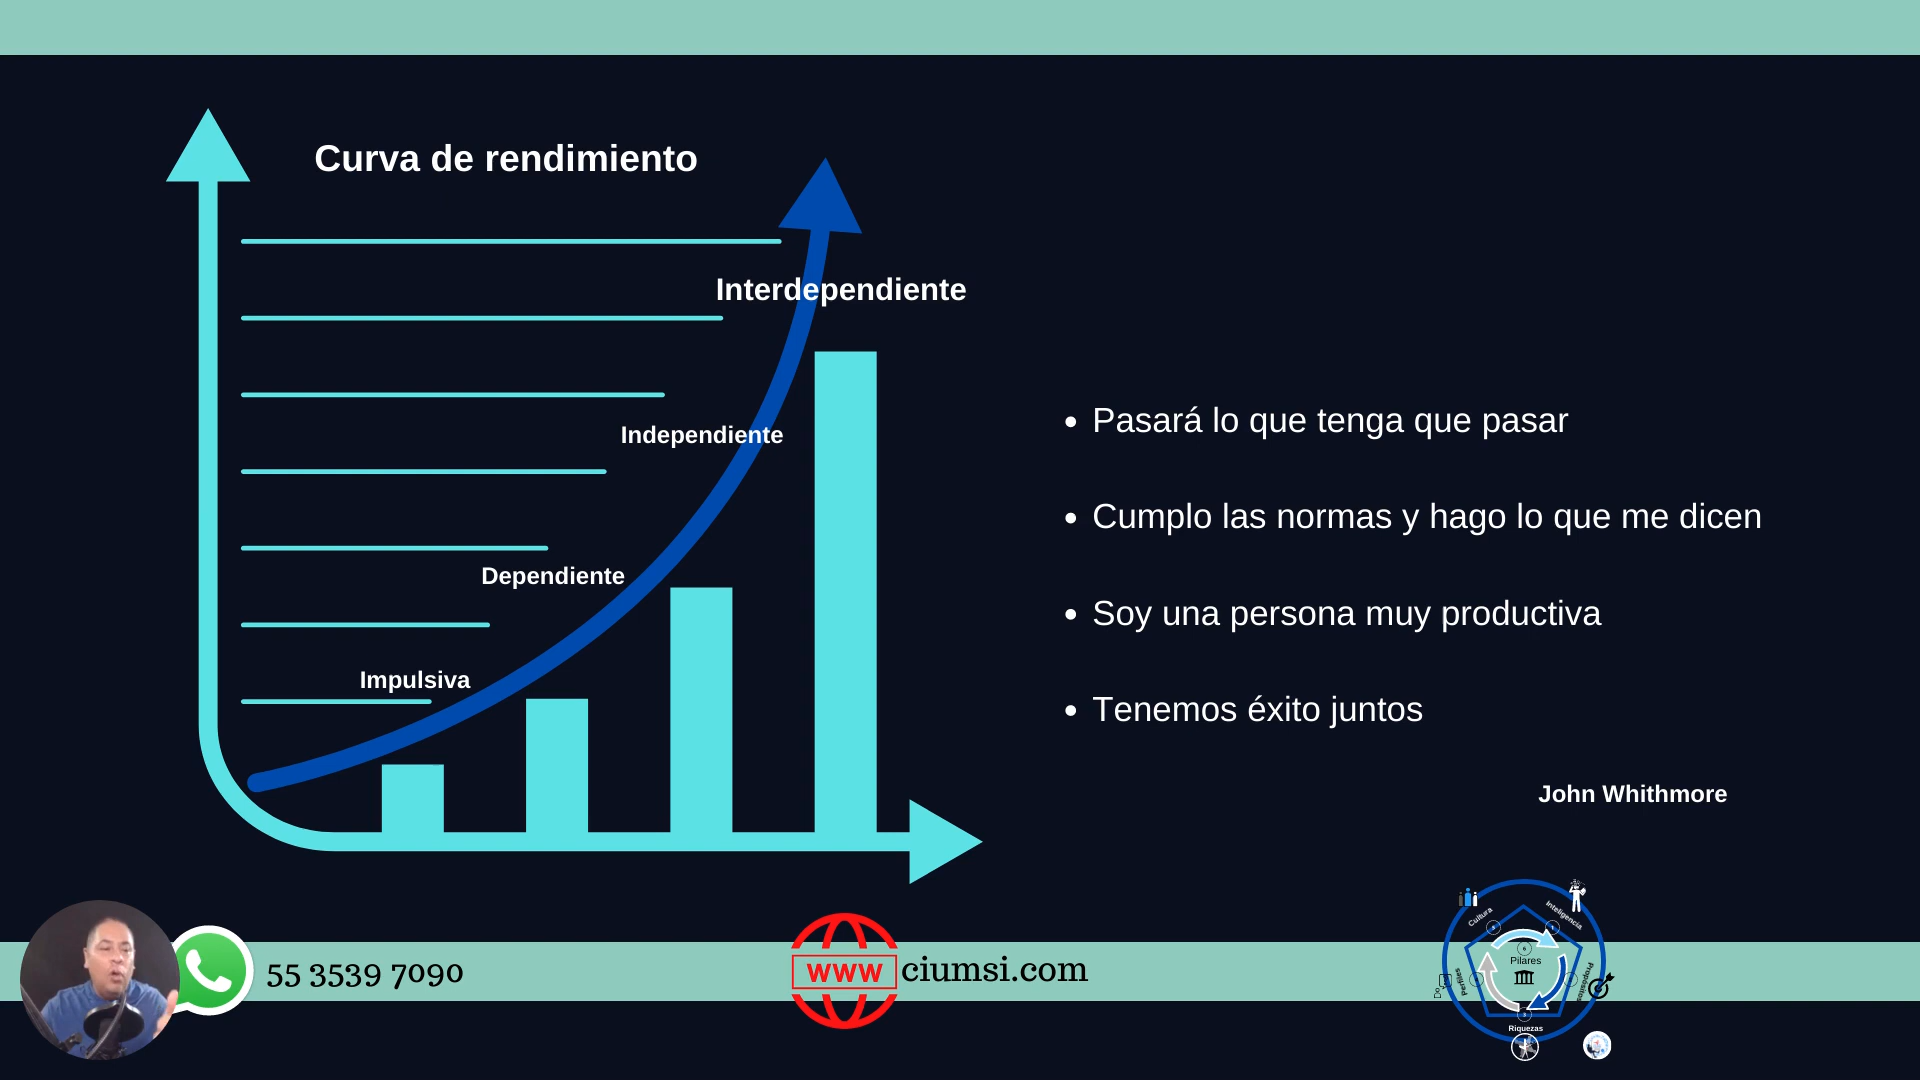 Curva de rendimiento
Interdependiente
Independiente
Dependiente
Impulsiva
Pasará lo que tenga que pasar
Cumplo las normas y hago lo que me dicen
Soy una persona muy productiva
Tenemos éxito juntos
John Whithmore
55 3539 7090
www
ciumsi.com
Cultura
Inteligencia
Pilares
Perfiles
Propósitos
Riquezas